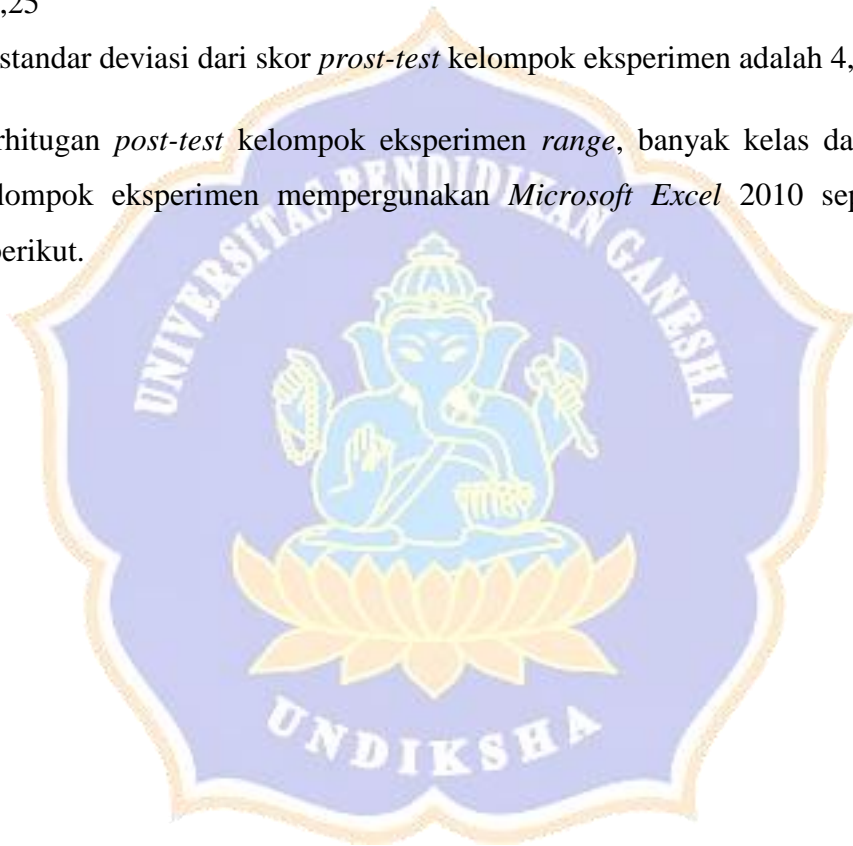 ,25
standar deviasi dari skor prost-test kelompok eksperimen adalah 4,
rhitugan post-test kelompok eksperimen range, banyak kelas da
lompok eksperimen mempergunakan Microsoft Excel 2010 sep
berikut.
UNIVERSITAS PENDIDIKAN GANESHA
UNDIKSHA